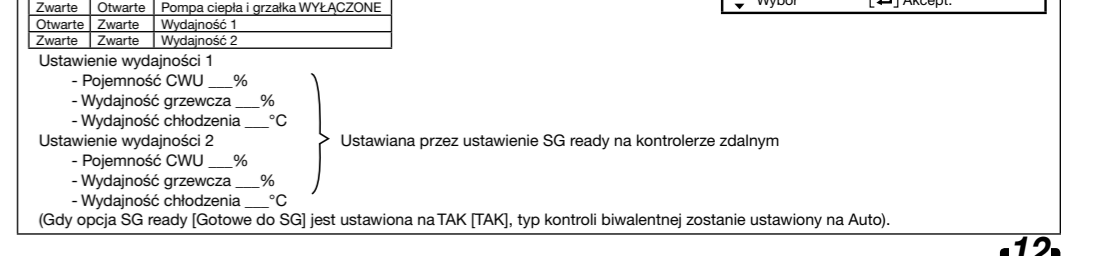 Zwarte Otwarte Pompa ciepła i grzałka WYŁĄCZONE
Otwarte Zwarte Wydajność 1
Zwarte Zwarte Wydajność 2
Wybór [↵] Akcept.
Ustawienie wydajności 1
- Pojemność CWU ___%
- Wydajność grzewcza ___%
- Wydajność chłodzenia ___°C
Ustawienie wydajności 2
- Pojemność CWU ___%
- Wydajność grzewcza ___%
- Wydajność chłodzenia ___°C
Ustawiana przez ustawienie SG ready na kontrolerze zdalnym
(Gdy opcja SG ready [Gotowe do SG] jest ustawiona na TAK [TAK], typ kontroli biwalentnej zostanie ustawiony na Auto).
12